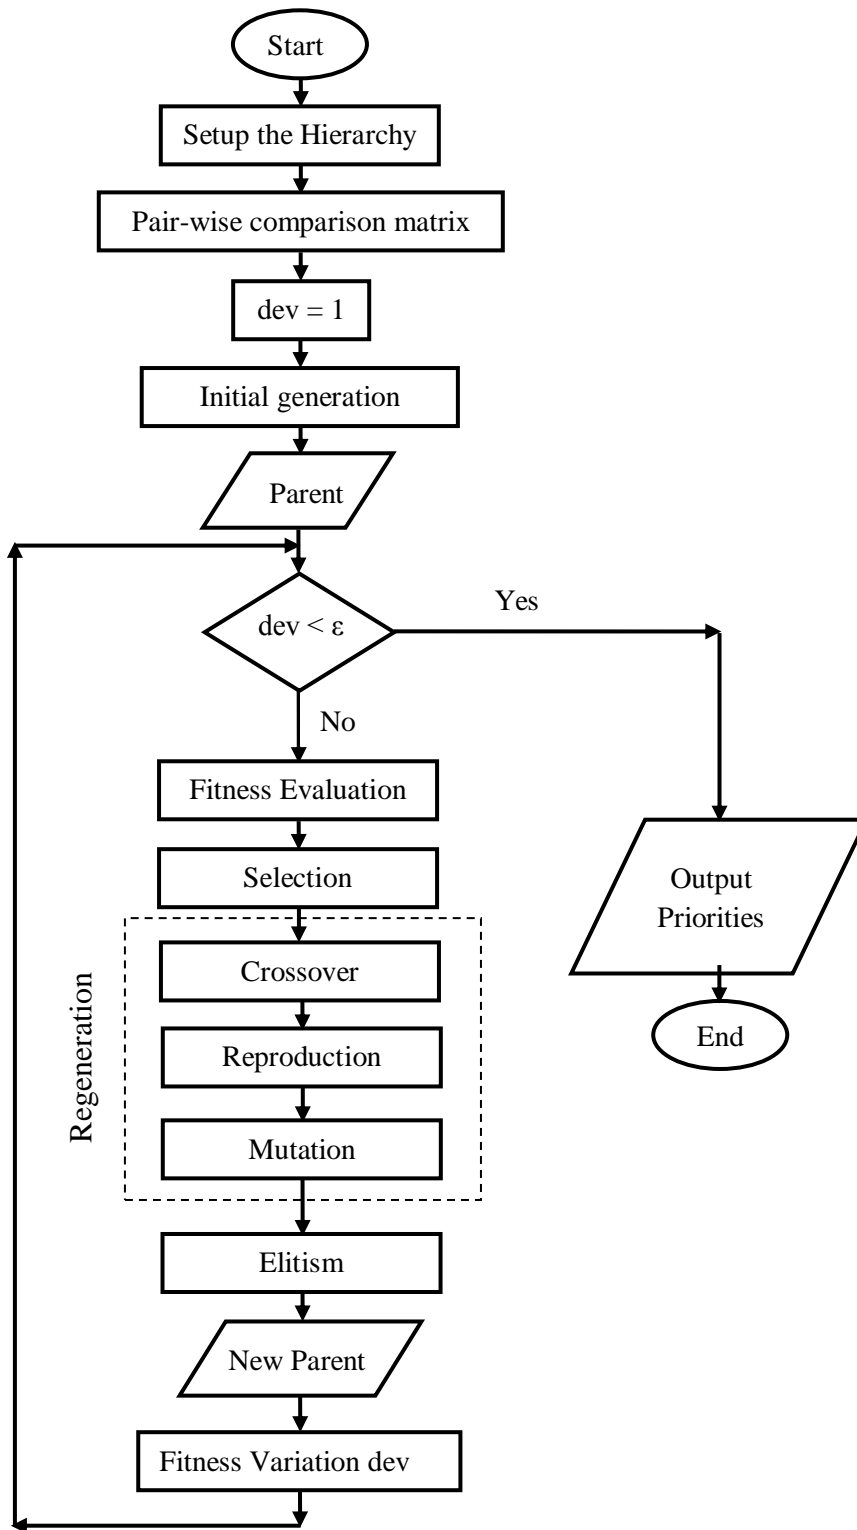 Start
Setup the Hierarchy
Pair-wise comparison matrix
dev = 1
Initial generation
Parent
dev < ε
Yes
No
Fitness Evaluation
Selection
Regeneration
Crossover
Reproduction
Mutation
Elitism
New Parent
Fitness Variation dev
Output
Priorities
End